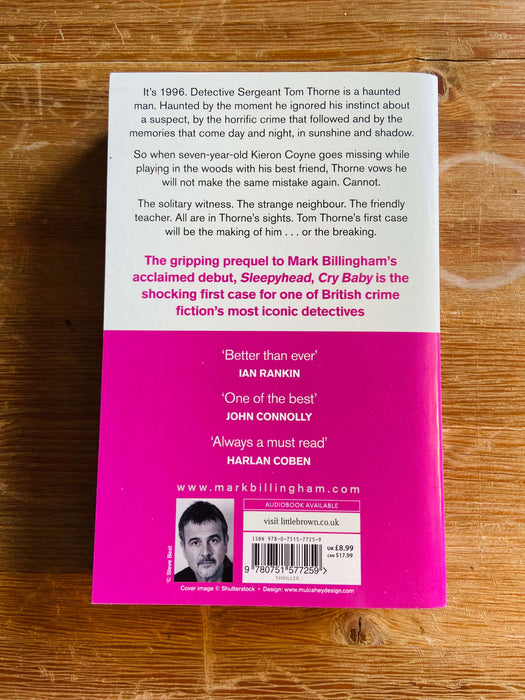 It's 1996. Detective Sergeant Tom Thorne is a haunted
man. Haunted by the moment he ignored his instinct about
a suspect, by the horrific crime that followed and by the
memories that come day and night, in sunshine and shadow.
So when seven-year-old Kieron Coyne goes missing while
playing in the woods with his best friend, Thorne vows he
will not make the same mistake again. Cannot.
The solitary witness. The strange neighbour. The friendly
teacher. All are in Thorne's sights. Tom Thorne's first case
will be the making of him . . . or the breaking.
The gripping prequel to Mark Billingham's
acclaimed debut, Sleepyhead, Cry Baby is the
shocking first case for one of British crime
fiction's most iconic detectives
'Better than ever'
IAN RANKIN
'One of the best'
JOHN CONNOLLY
'Always a must read'
HARLAN COBEN
www.markbillingham.com
AUDIOBOOK AVAILABLE
visit littlebrown.co.uk
ISBN 978-0-7515-7725-9
UK £8.99
CAN $17.99
9 780751 577259 >
THRILLER
© Steve Best
Cover image © Shutterstock • Design: www.mulcaheydesign.com